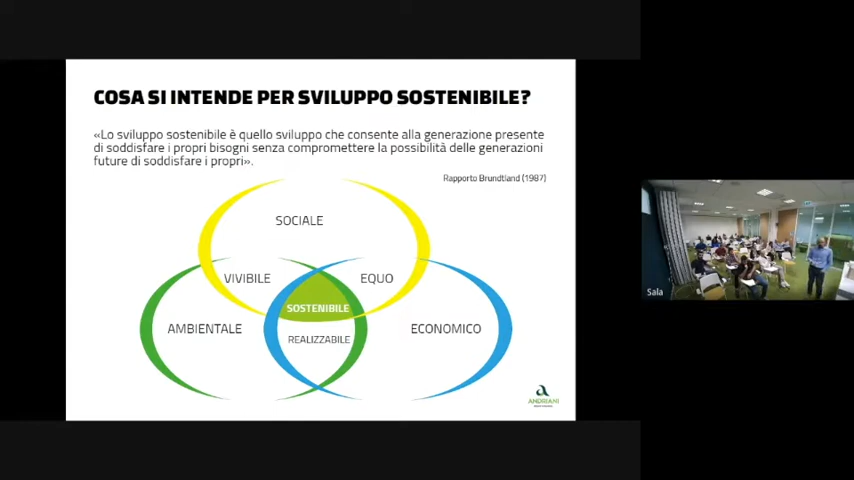 COSA SI INTENDE PER SVILUPPO SOSTENIBILE?
«Lo sviluppo sostenibile è quello sviluppo che consente alla generazione presente
di soddisfare i propri bisogni senza compromettere la possibilità delle generazioni
future di soddisfare i propri».
Rapporto Brundtland (1987)
SOCIALE
VIVIBILE
EQUO
SOSTENIBILE
AMBIENTALE
REALIZZABILE
ECONOMICO
ANDRIANI
Sala